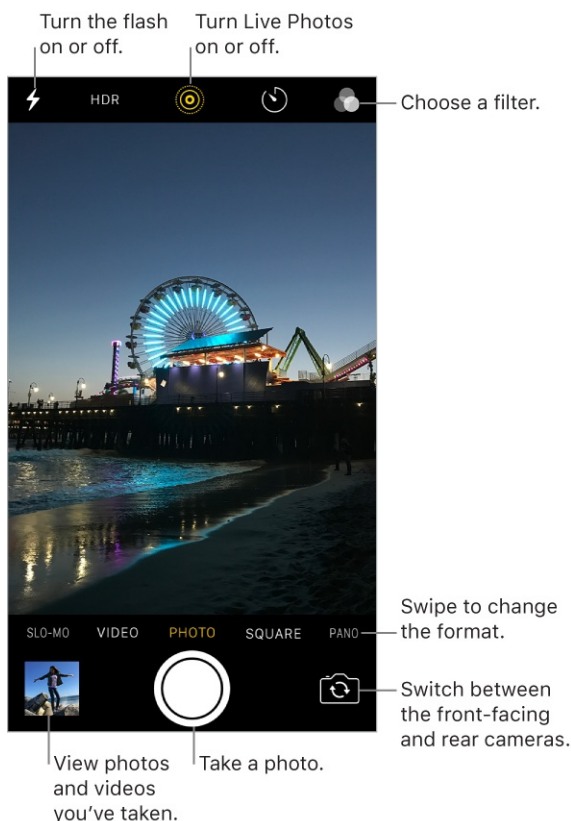 Turn the flash
on or off.
Turn Live Photos
on or off.
HDR
Choose a filter.
SLO-MO VIDEO PHOTO SQUARE PANO
Swipe to change
the format.
Switch between
the front-facing
and rear cameras.
View photos
and videos
you’ve taken.
Take a photo.